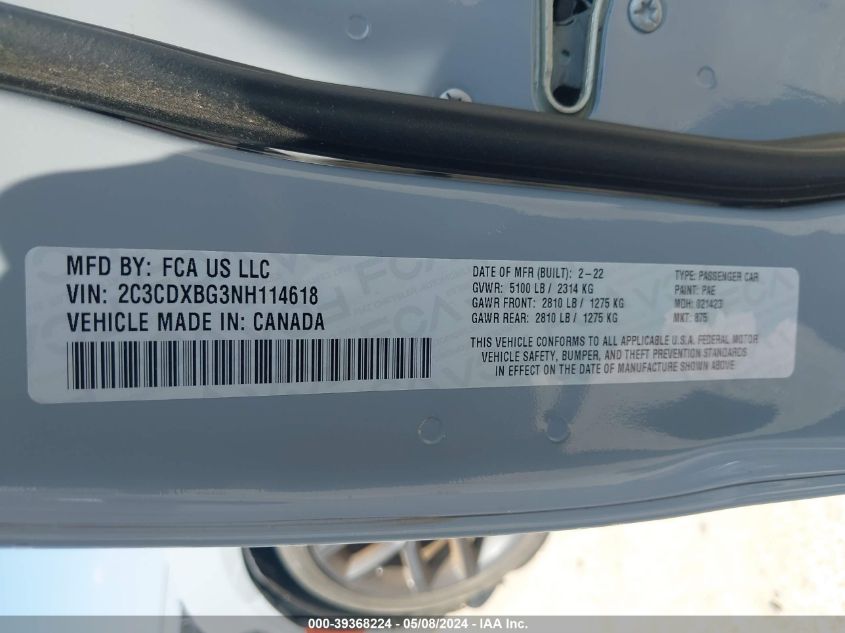 MFD BY: FCA US LLC
VIN: 2C3CDXBG3NH114618
VEHICLE MADE IN: CANADA
DATE OF MFR (BUILT): 2-22
GVWR: 5100 LB / 2314 KG
GAWR FRONT: 2810 LB / 1275 KG
GAWR REAR: 2810 LB / 1275 KG
TYPE: PASSENGER CAR
PAINT: PAE
MDH: 021423
MKT: 875
THIS VEHICLE CONFORMS TO ALL APPLICABLE U.S.A. FEDERAL MOTOR
VEHICLE SAFETY, BUMPER, AND THEFT PREVENTION STANDARDS
IN EFFECT ON THE DATE OF MANUFACTURE SHOWN ABOVE
000-39368224 - 05/08/2024 - IAA Inc.